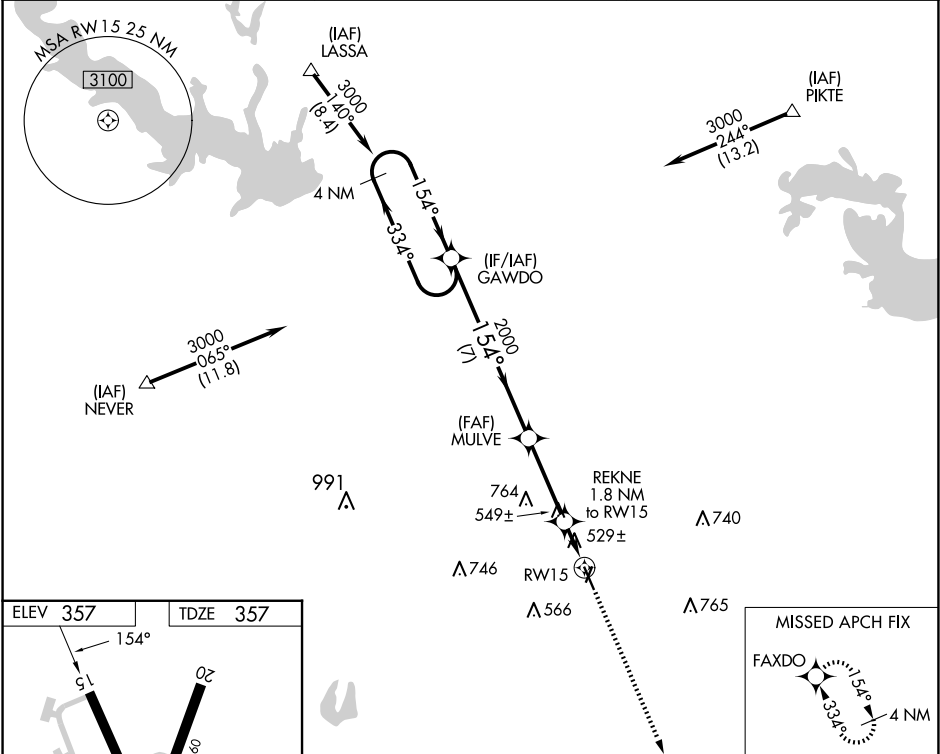 MSA RW15 25 NM
3100
(IAF)
LASSA
3000
140°
(8.4)
(IAF)
PIKTE
3000
244°
(13.2)
4 NM
154°
334°
(IF/IAF)
GAWDO
2000
154°
(7)
3000
065°
(11.8)
(IAF)
NEVER
(FAF)
MULVE
991
764
549±
REKNE
1.8 NM
to RW15
529±
740
746
RW15
566
765
ELEV 357
TDZE 357
154°
15
20
MISSED APCH FIX
FAXDO
154°
334°
4 NM